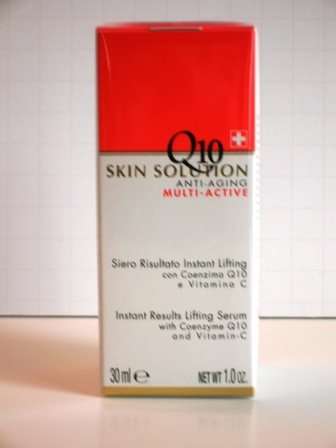 Q10
SKIN SOLUTION
ANTI-AGING
MULTI-ACTIVE
Siero Risultato Instant Lifting
con Coenzima Q10
e Vitamina C
Instant Results Lifting Serum
with Coenzyme Q10
and Vitamin-C
30 ml ℮ NET WT 1.0 oz.